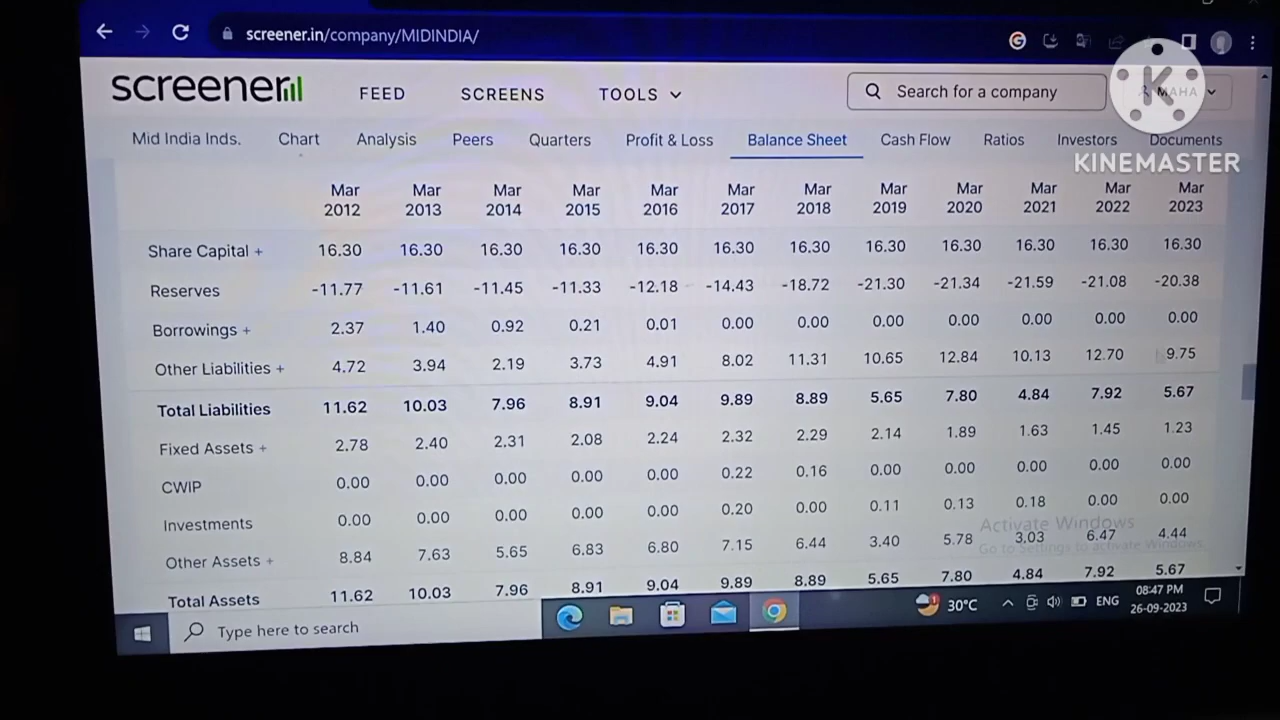 screener.in/company/MIDINDIA/
screener
FEED SCREENS TOOLS Search for a company MAHA
KINEMASTER
Mid India Inds. Chart Analysis Peers Quarters Profit & Loss Balance Sheet Cash Flow Ratios Investors Documents
Mar Mar Mar Mar Mar Mar Mar Mar Mar Mar Mar Mar
2012 2013 2014 2015 2016 2017 2018 2019 2020 2021 2022 2023
Share Capital + 16.30 16.30 16.30 16.30 16.30 16.30 16.30 16.30 16.30 16.30 16.30 16.30
Reserves -11.77 -11.61 -11.45 -11.33 -12.18 -14.43 -18.72 -21.30 -21.34 -21.59 -21.08 -20.38
Borrowings + 2.37 1.40 0.92 0.21 0.01 0.00 0.00 0.00 0.00 0.00 0.00 0.00
Other Liabilities + 4.72 3.94 2.19 3.73 4.91 8.02 11.31 10.65 12.84 10.13 12.70 9.75
Total Liabilities 11.62 10.03 7.96 8.91 9.04 9.89 8.89 5.65 7.80 4.84 7.92 5.67
Fixed Assets + 2.78 2.40 2.31 2.08 2.24 2.32 2.29 2.14 1.89 1.63 1.45 1.23
CWIP 0.00 0.00 0.00 0.00 0.00 0.22 0.16 0.00 0.00 0.00 0.00 0.00
Investments 0.00 0.00 0.00 0.00 0.00 0.20 0.00 0.11 0.13 0.18 0.00 0.00
Activate Windows
Other Assets + 8.84 7.63 5.65 6.83 6.80 7.15 6.44 3.40 5.78 3.03 6.47 4.44
Go to Settings to activate Windows.
Total Assets 11.62 10.03 7.96 8.91 9.04 9.89 8.89 5.65 7.80 4.84 7.92 5.67
Type here to search 30°C ENG 08:47 PM
26-09-2023